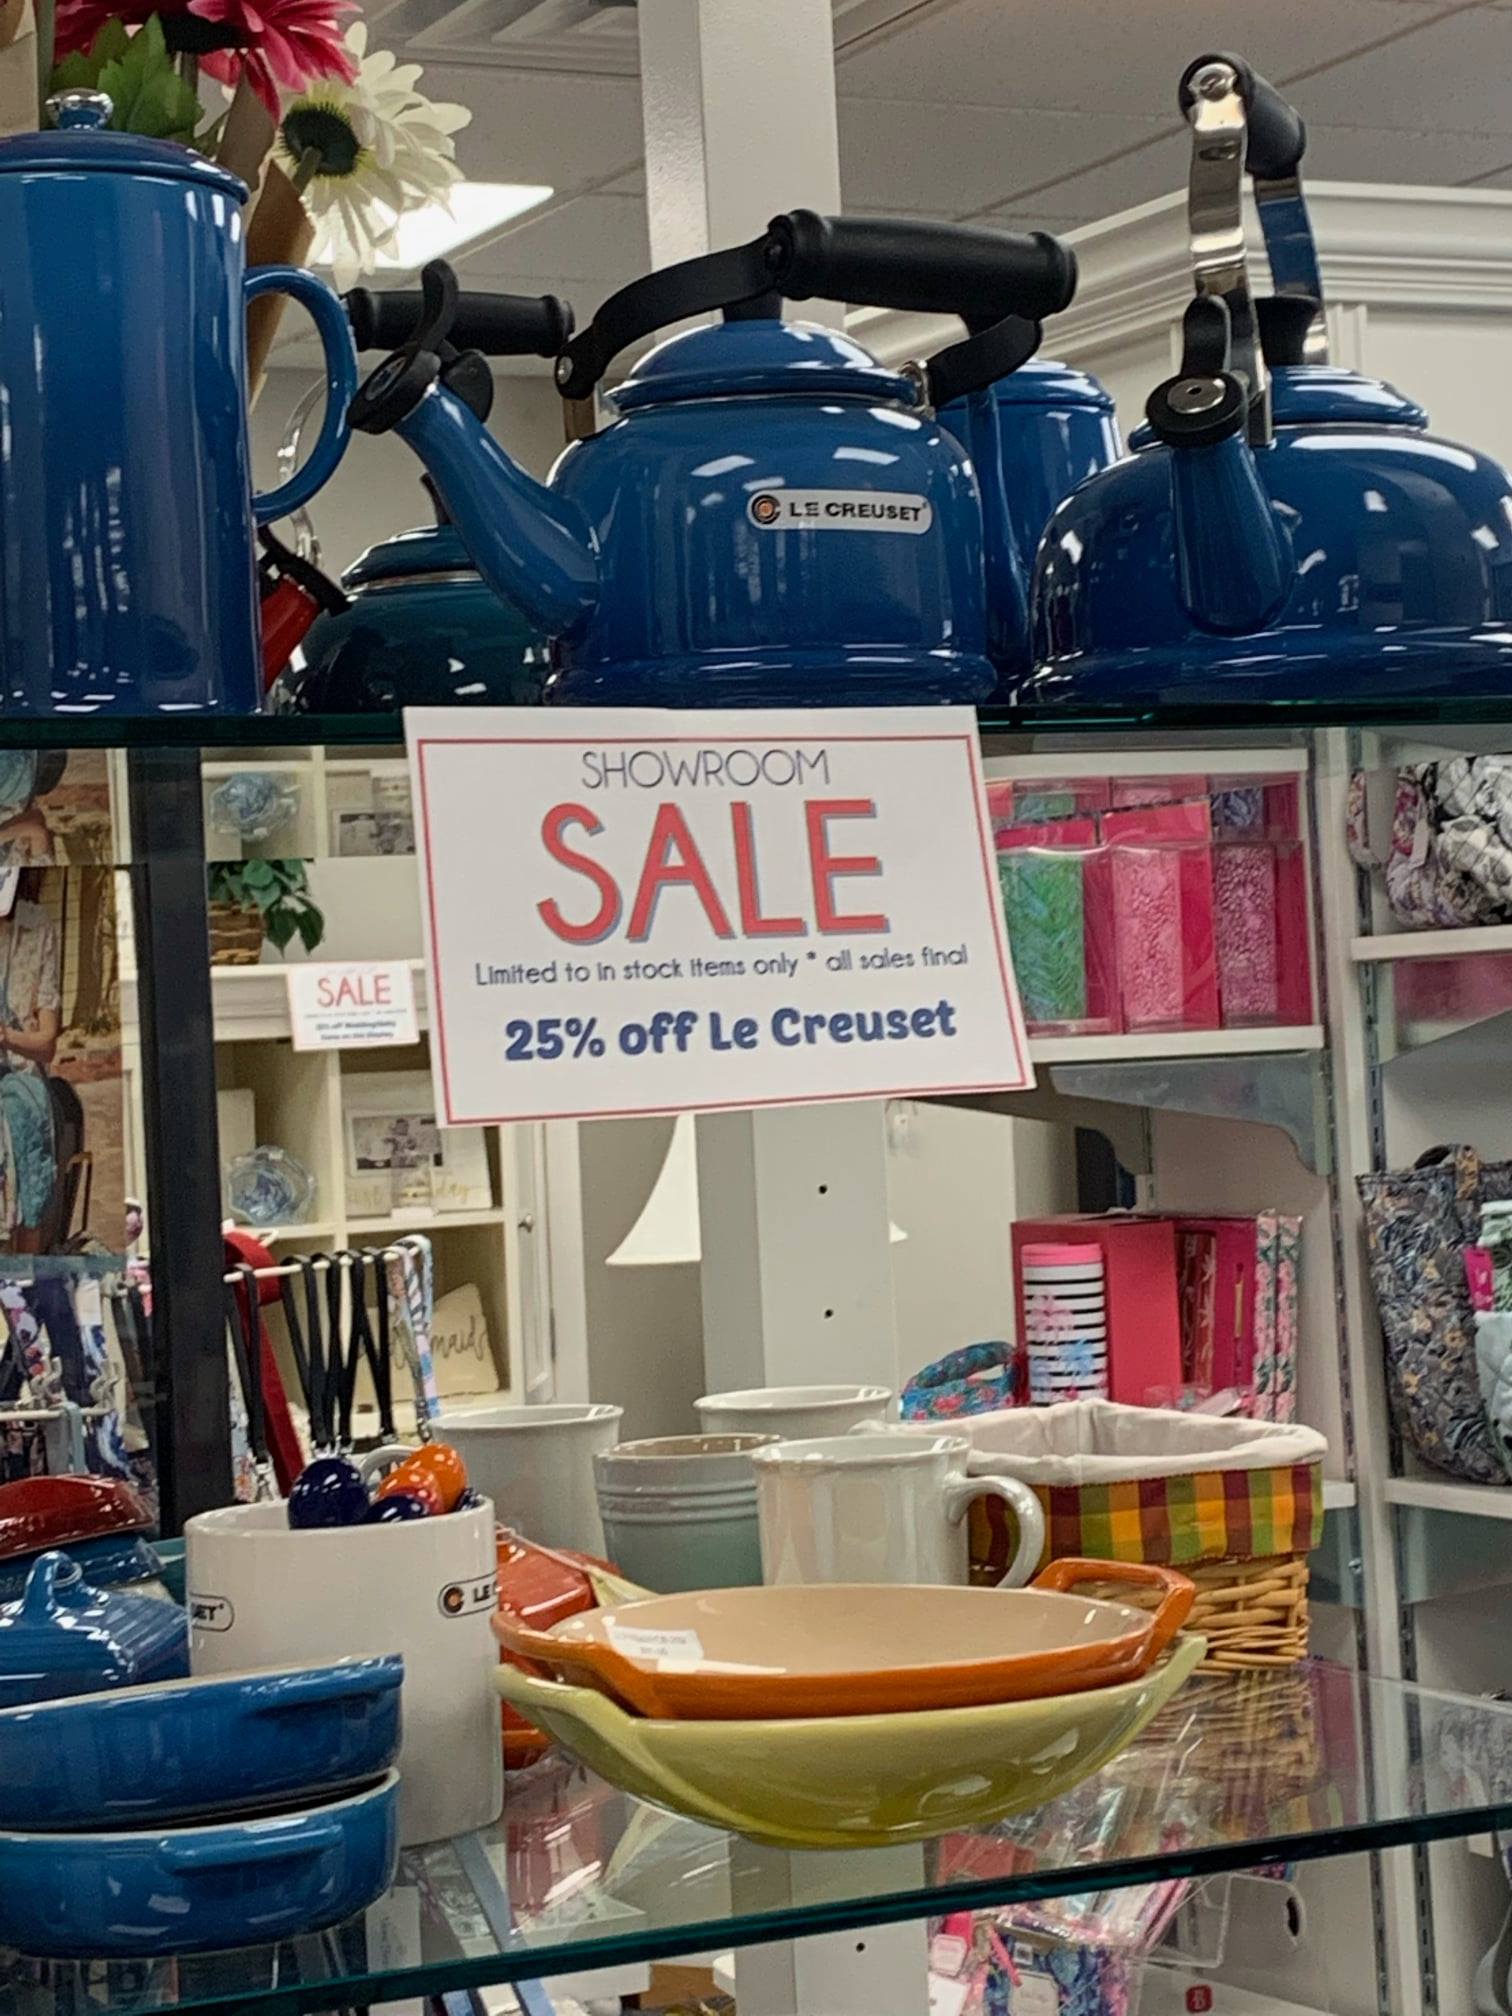 LE CREUSET
SHOWROOM
SALE
Limited to in stock items only * all sales final
25% off Le Creuset
SALE